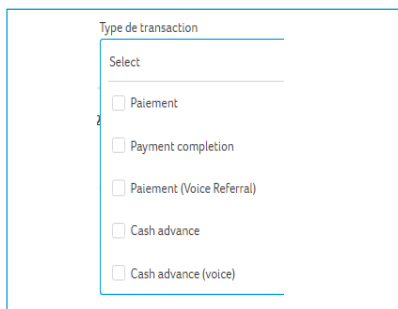 Type de transaction
Select
Paiement
Payment completion
Paiement (Voice Referral)
Cash advance
Cash advance (voice)